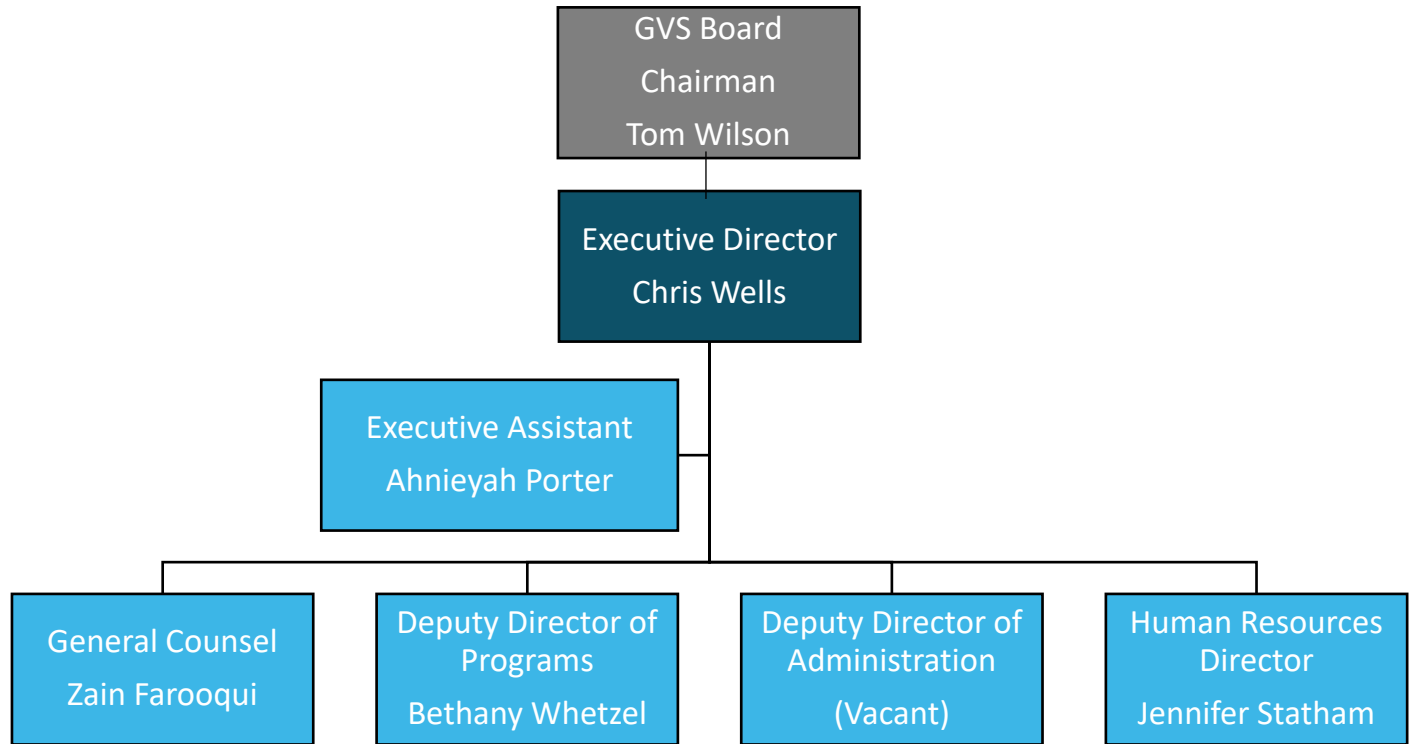 GVS Board
Chairman
Tom Wilson
Executive Director
Chris Wells
Executive Assistant
Ahnieyah Porter
General Counsel
Zain Farooqui
Deputy Director of
Programs
Bethany Whetzel
Deputy Director of
Administration
(Vacant)
Human Resources
Director
Jennifer Statham